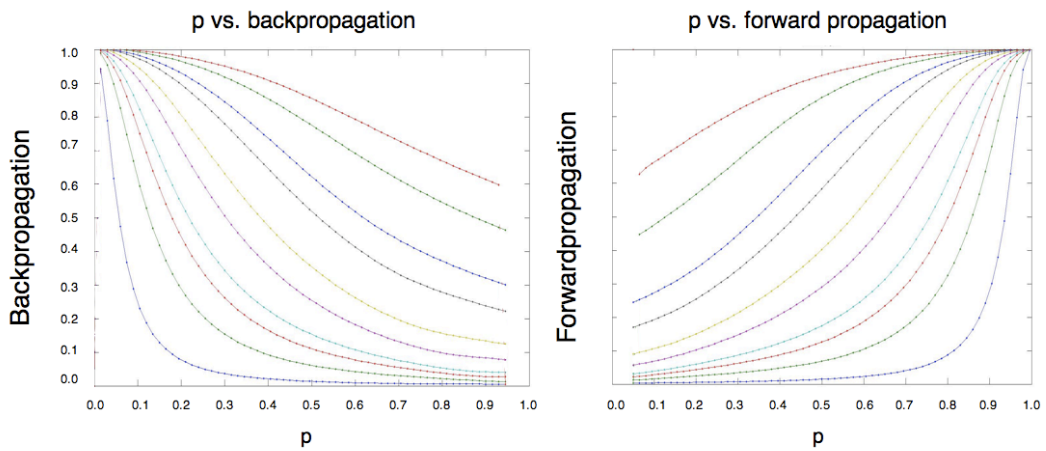 p vs. backpropagation
Backpropagation
1.0
0.9
0.8
0.7
0.6
0.5
0.4
0.3
0.2
0.1
0.0
0.0 0.1 0.2 0.3 0.4 0.5 0.6 0.7 0.8 0.9 1.0
p
p vs. forward propagation
Forwardpropagation
0.0 0.1 0.2 0.3 0.4 0.5 0.6 0.7 0.8 0.9 1.0
p